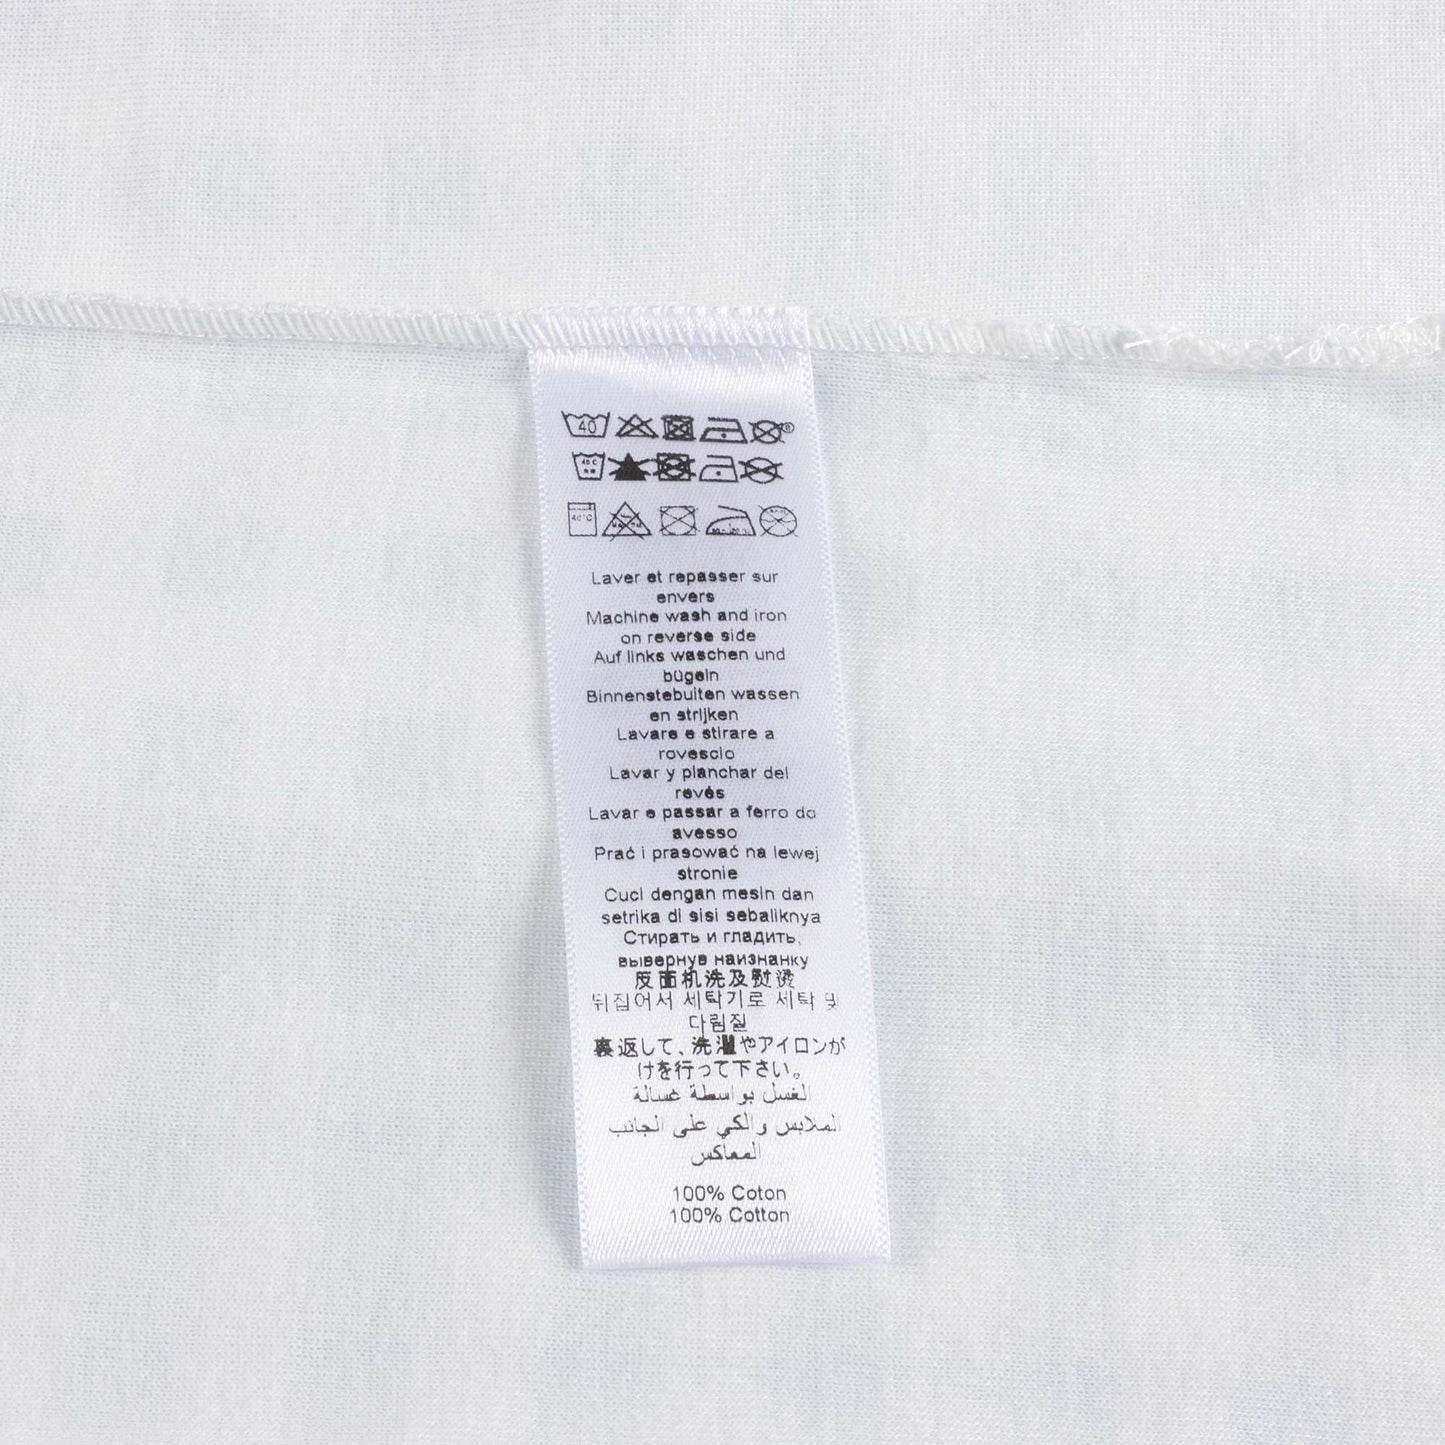 40
40 C
40°C
Laver et repasser sur
envers
Machine wash and iron
on reverse side
Auf links waschen und
bügeln
Binnenstebuiten wassen
en strijken
Lavare e stirare a
rovescio
Lavar y planchar del
revés
Lavar e passar a ferro do
avesso
Prać i prasować na lewej
stronie
Cuci dengan mesin dan
setrika di sisi sebaliknya
Стирать и гладить,
вывернув наизнанку
反面机洗及熨烫
뒤집어서 세탁기로 세탁 및
다림질
裏返して、洗濯やアイロンが
けを行って下さい。
الغسل بواسطة غسالة
الملابس والكي على الجانب
المعاكس
100% Coton
100% Cotton